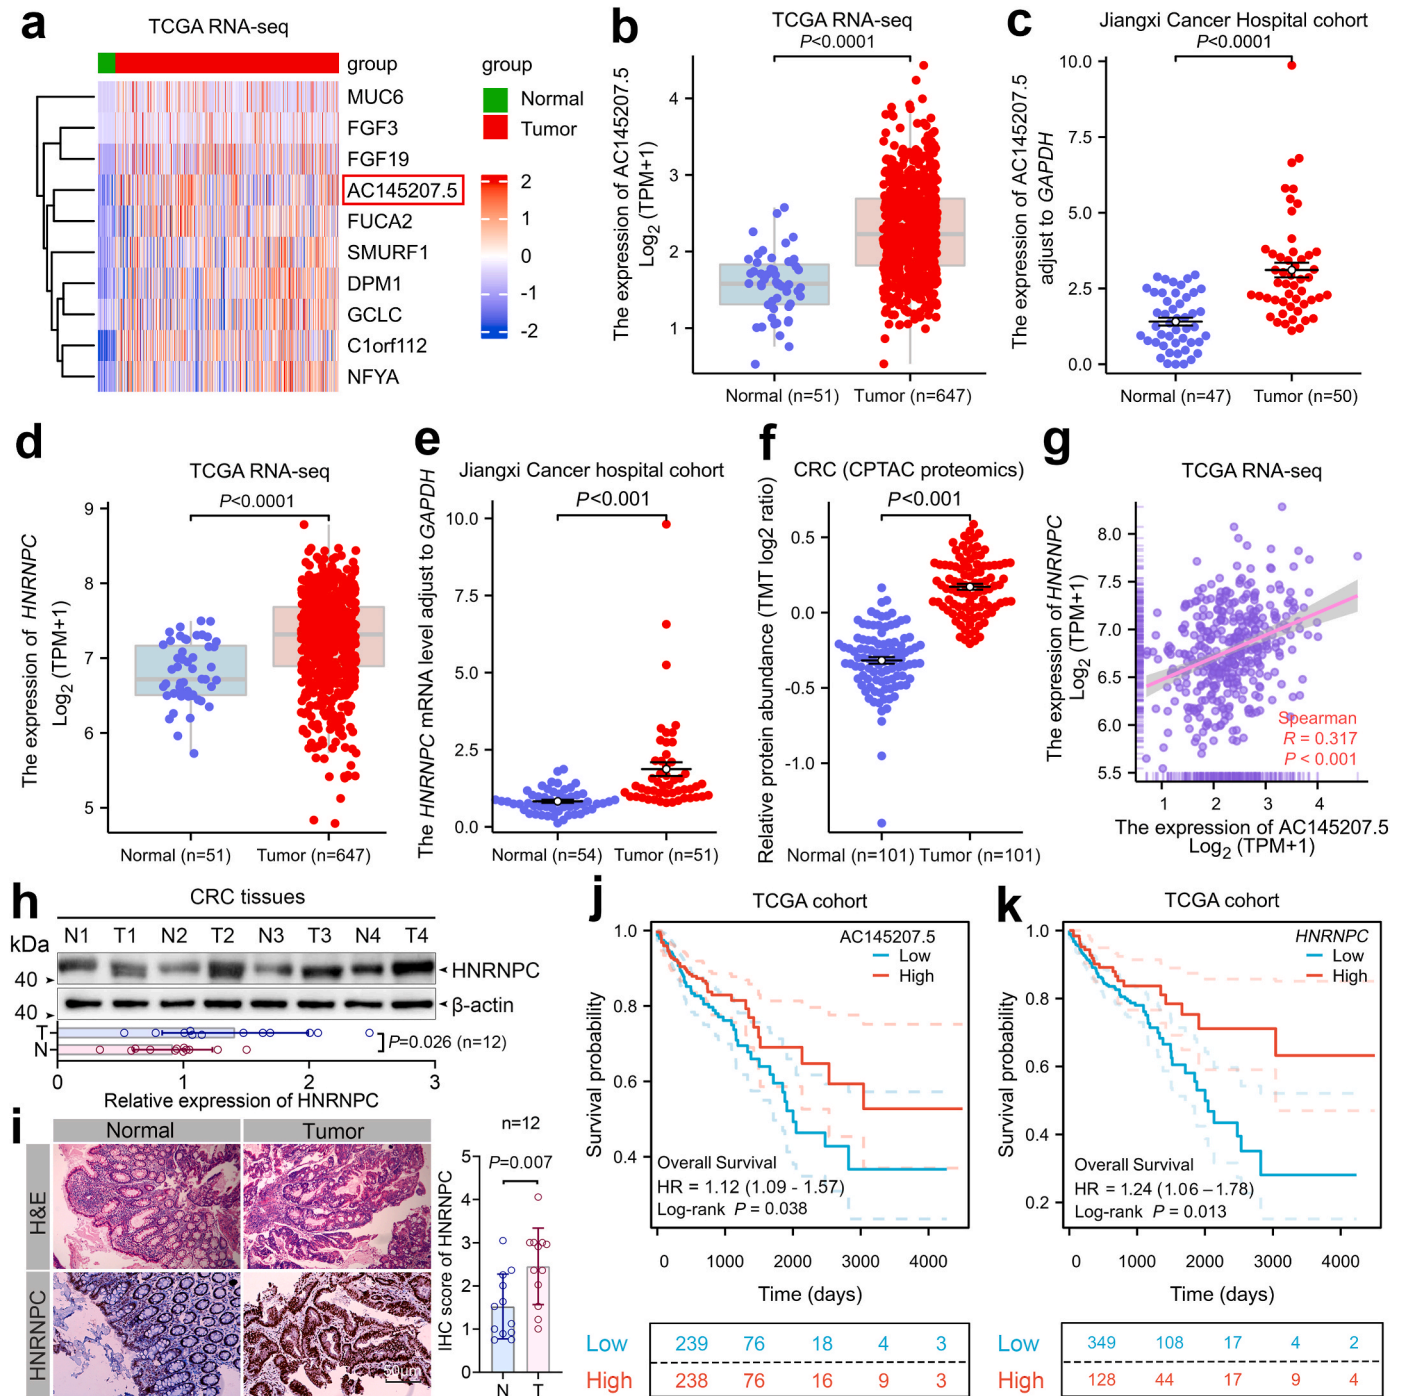 a
TCGA RNA-seq
group
MUC6
FGF3
FGF19
AC145207.5
FUCA2
SMURF1
DPM1
GCLC
C1orf112
NFYA
group
Normal
Tumor
2
1
0
-1
-2
b
TCGA RNA-seq
P<0.0001
The expression of AC145207.5
Log2 (TPM+1)
4
3
2
1
Normal (n=51)
Tumor (n=647)
c
Jiangxi Cancer Hospital cohort
P<0.0001
The expression of AC145207.5
adjust to GAPDH
10.0
7.5
5.0
2.5
0.0
Normal (n=47)
Tumor (n=50)
d
TCGA RNA-seq
P<0.0001
The expression of HNRNPC
Log2 (TPM+1)
9
8
7
6
5
Normal (n=51)
Tumor (n=647)
e
Jiangxi Cancer hospital cohort
P<0.001
The HNRNPC mRNA level adjust to GAPDH
10.0
7.5
5.0
2.5
0.0
Normal (n=54)
Tumor (n=51)
f
CRC (CPTAC proteomics)
P<0.001
Relative protein abundance (TMT log2 ratio)
0.5
0.0
-0.5
-1.0
Normal (n=101)
Tumor (n=101)
g
TCGA RNA-seq
The expression of HNRNPC
Log2 (TPM+1)
8.0
7.5
7.0
6.5
6.0
5.5
Spearman
R = 0.317
P < 0.001
1 2 3 4
The expression of AC145207.5
Log2 (TPM+1)
h
CRC tissues
kDa
N1 T1 N2 T2 N3 T3 N4 T4
40
HNRNPC
40
β-actin
T
N
P=0.026 (n=12)
0 1 2 3
Relative expression of HNRNPC
i
Normal
Tumor
H&E
HNRNPC
50um
n=12
P=0.007
IHC score of HNRNPC
5
4
3
2
1
0
N T
j
TCGA cohort
AC145207.5
Low
High
Survival probability
1.0
0.8
0.6
0.4
Overall Survival
HR = 1.12 (1.09 - 1.57)
Log-rank P = 0.038
0 1000 2000 3000 4000
Time (days)
Low 239 76 18 4 3
High 238 76 16 9 3
k
TCGA cohort
HNRNPC
Low
High
Survival probability
1.0
0.8
0.6
0.4
0.2
Overall Survival
HR = 1.24 (1.06 – 1.78)
Log-rank P = 0.013
0 1000 2000 3000 4000
Time (days)
Low 349 108 17 4 2
High 128 44 17 9 4